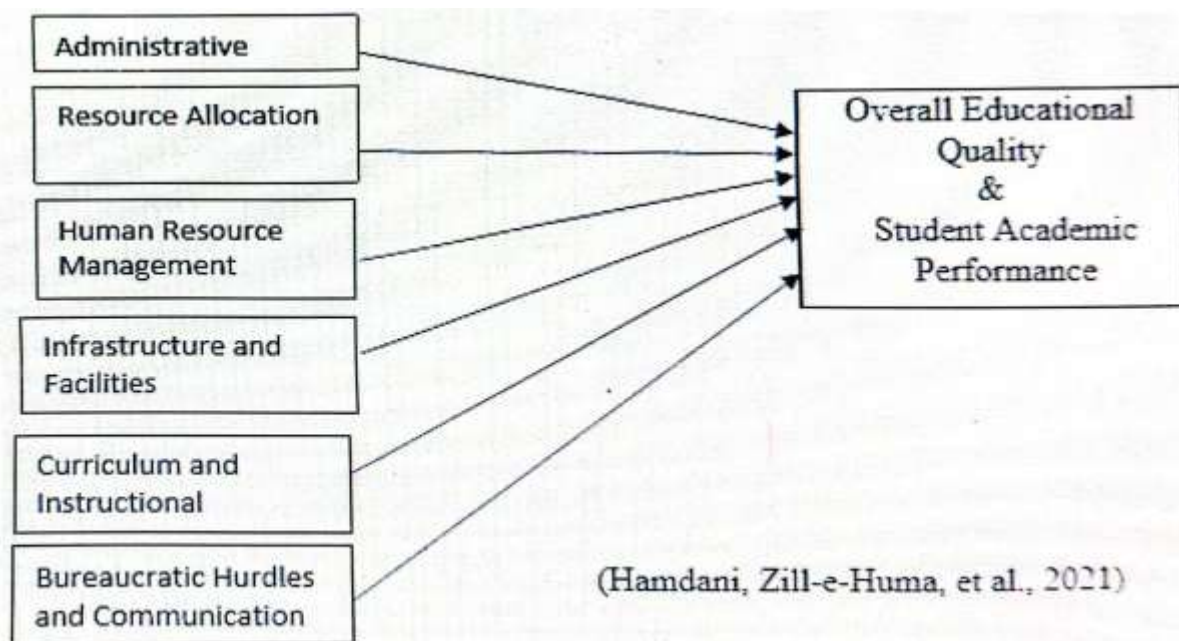 Administrative
Resource Allocation
Human Resource
Management
Infrastructure and
Facilities
Curriculum and
Instructional
Bureaucratic Hurdles
and Communication
Overall Educational
Quality
&
Student Academic
Performance
(Hamdani, Zill-e-Huma, et al., 2021)